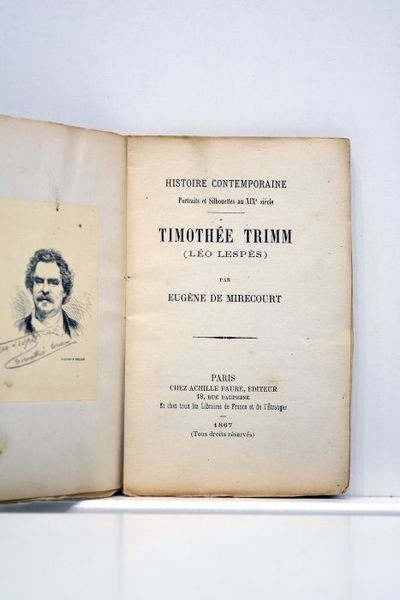 Timothée Trimm
HISTOIRE CONTEMPORAINE
Portraits et Silhouettes au XIXᵉ siècle
TIMOTHÉE TRIMM
(LÉO LESPÈS)
PAR
EUGÈNE DE MIRECOURT
PARIS
CHEZ ACHILLE FAURE, ÉDITEUR
18, RUE DAUPHINE
Et chez tous les Libraires de France et de l'Étranger
1867
(Tous droits réservés)